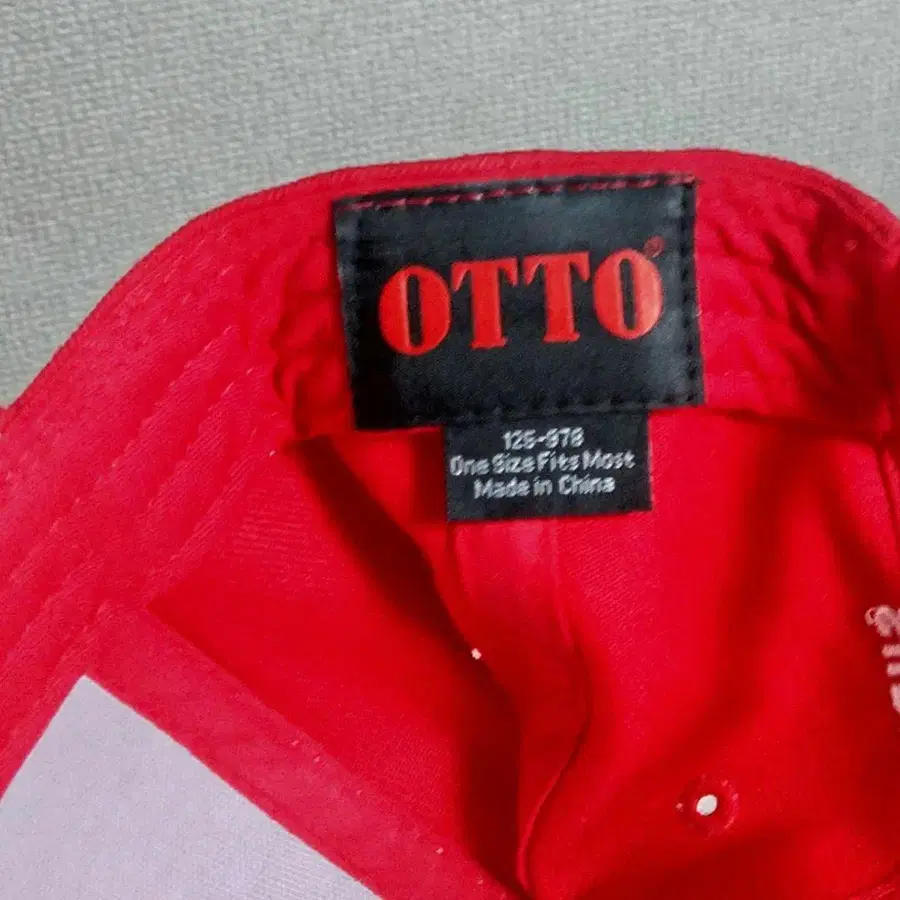 OTTO®
125-978
One Size Fits Most
Made in China